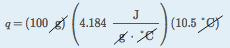 q = (100 g) (4.184 J / g · °C) (10.5 °C)